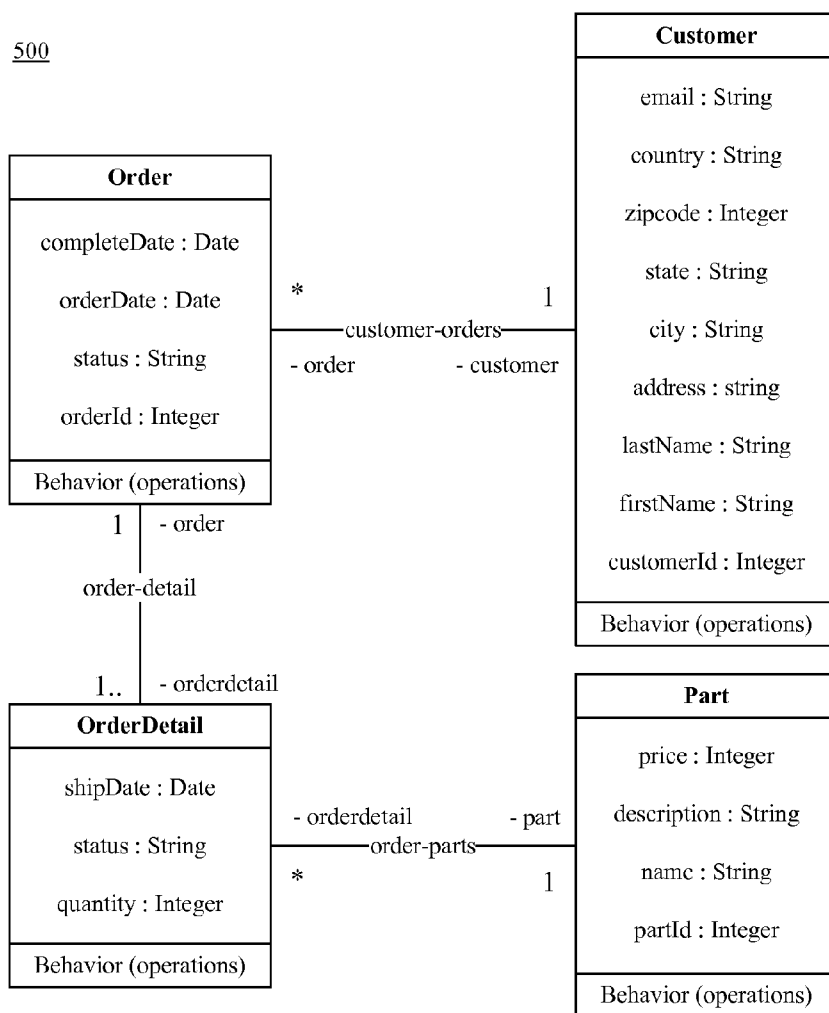 500
Customer
email : String
country : String
zipcode : Integer
state : String
city : String
address : string
lastName : String
firstName : String
customerId : Integer
Behavior (operations)
Order
completeDate : Date
orderDate : Date
status : String
orderId : Integer
Behavior (operations)
* 1
customer-orders
- order - customer
1 - order
order-detail
1.. - orderdetail
OrderDetail
shipDate : Date
status : String
quantity : Integer
Behavior (operations)
- orderdetail - part
order-parts
* 1
Part
price : Integer
description : String
name : String
partId : Integer
Behavior (operations)